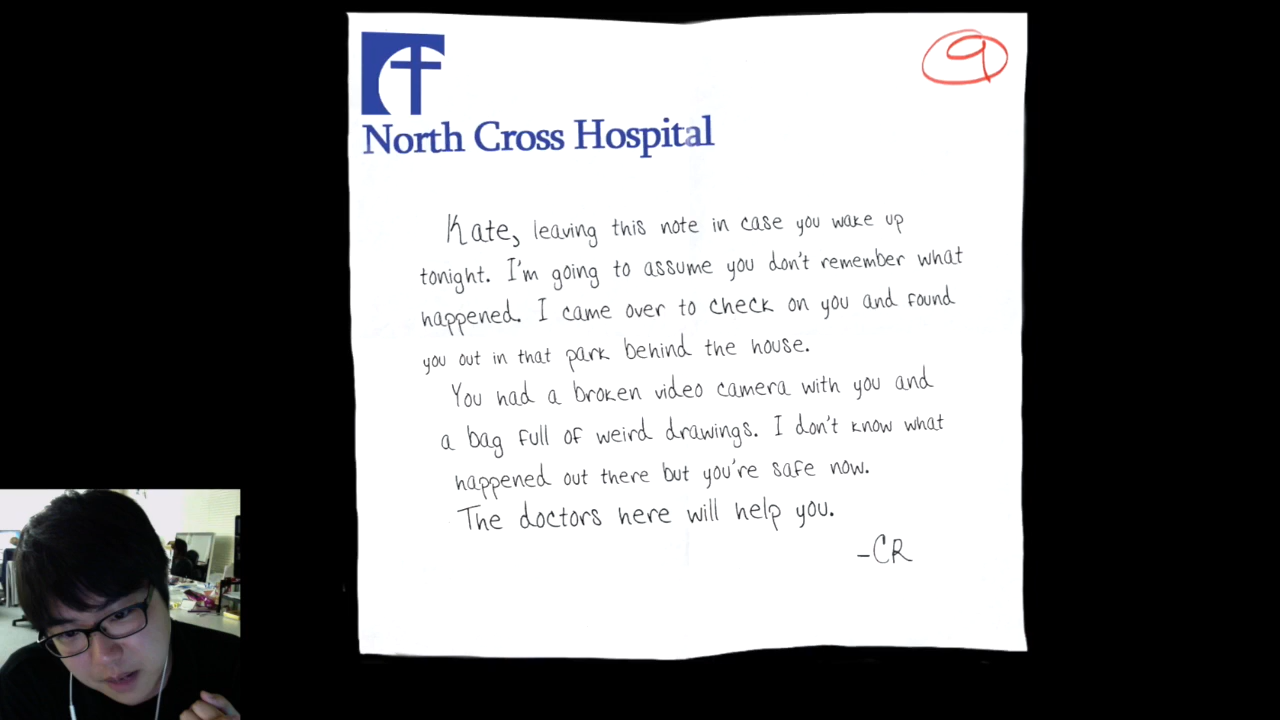 9
North Cross Hospital
Kate, leaving this note in case you wake up
tonight. I'm going to assume you don't remember what
happened. I came over to check on you and found
you out in that park behind the house.
You had a broken video camera with you and
a bag full of weird drawings. I don't know what
happened out there but you're safe now.
The doctors here will help you.
-CR